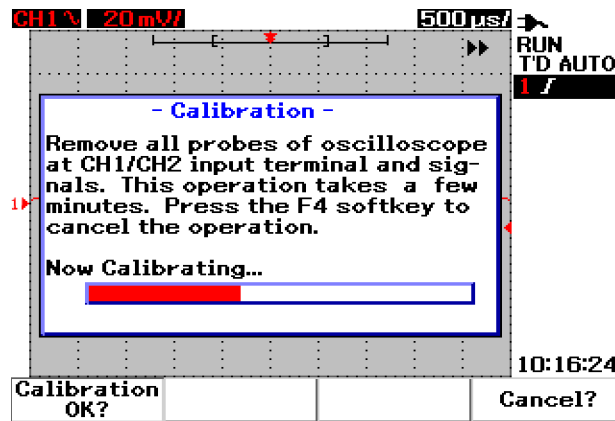 CH1 20mV/ 500µs/
RUN
T'D AUTO
1
- Calibration -
Remove all probes of oscilloscope
at CH1/CH2 input terminal and sig-
nals. This operation takes a few
minutes. Press the F4 softkey to
cancel the operation.
1
Now Calibrating...
10:16:24
Calibration
OK?
Cancel?